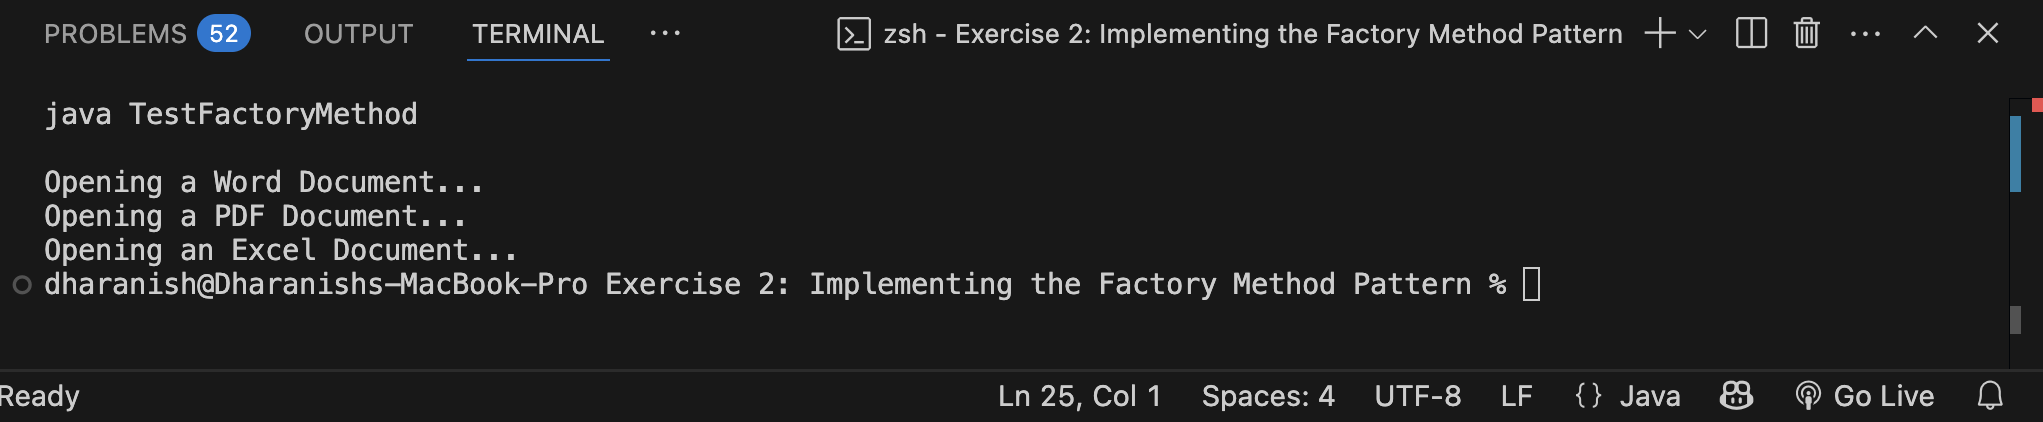 PROBLEMS 52 OUTPUT TERMINAL ··· zsh - Exercise 2: Implementing the Factory Method Pattern ···
java TestFactoryMethod
Opening a Word Document...
Opening a PDF Document...
Opening an Excel Document...
dharanish@Dharanishs-MacBook-Pro Exercise 2: Implementing the Factory Method Pattern %
Ready Ln 25, Col 1 Spaces: 4 UTF-8 LF {} Java Go Live